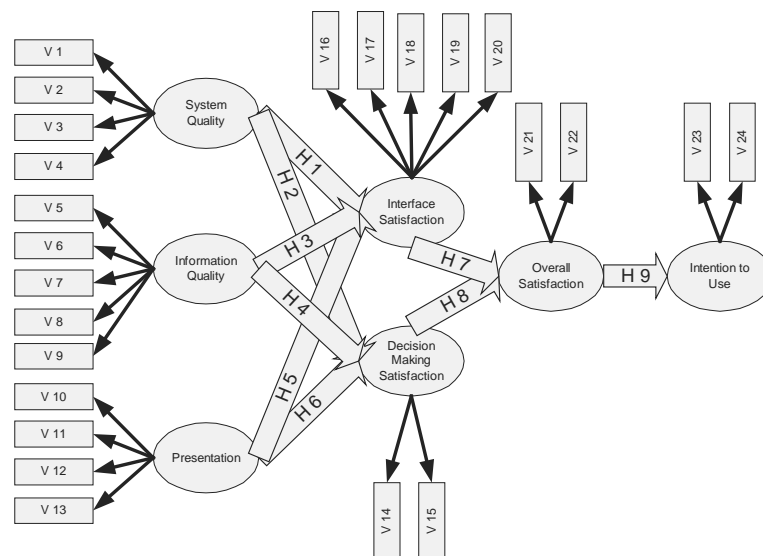 V 1
V 2
V 3
V 4
System
Quality
V 5
V 6
V 7
V 8
V 9
Information
Quality
V 10
V 11
V 12
V 13
Presentation
H 1
H 2
H 3
H 4
H 5
H 6
V 16
V 17
V 18
V 19
V 20
Interface
Satisfaction
Decision
Making
Satisfaction
V 14
V 15
H 7
H 8
V 21
V 22
Overall
Satisfaction
H 9
V 23
V 24
Intention to
Use